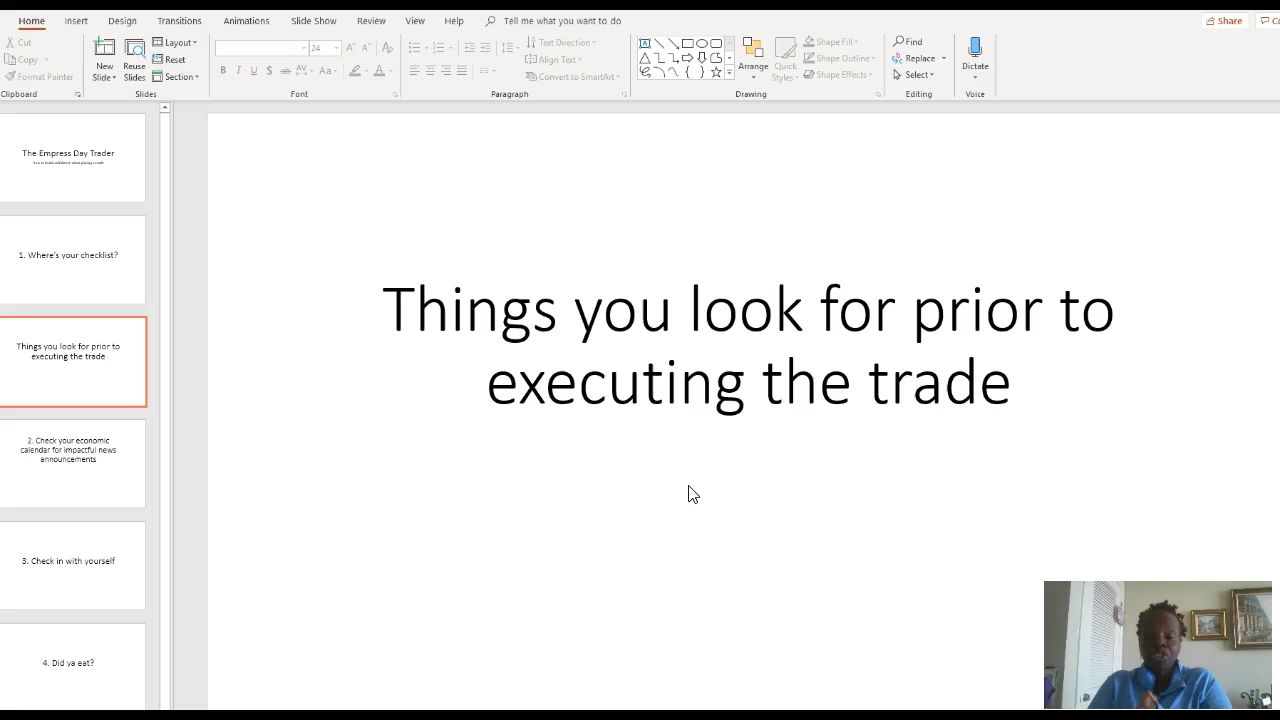 Home Insert Design Transitions Animations Slide Show Review View Help Tell me what you want to do Share
Cut
Copy
Format Painter
Clipboard
New Slide
Reuse Slides
Layout
Reset
Section
Slides
24
B I U S ab AV Aa A
Font
Text Direction
Align Text
Convert to SmartArt
Paragraph
Arrange
Quick Styles
Shape Fill
Shape Outline
Shape Effects
Drawing
Find
Replace
Select
Editing
Dictate
Voice
The Empress Day Trader
1. Where's your checklist?
Things you look for prior to
executing the trade
2. Check your economic
calendar for impactful news
announcements
3. Check in with yourself
4. Did ya eat?
Things you look for prior to
executing the trade